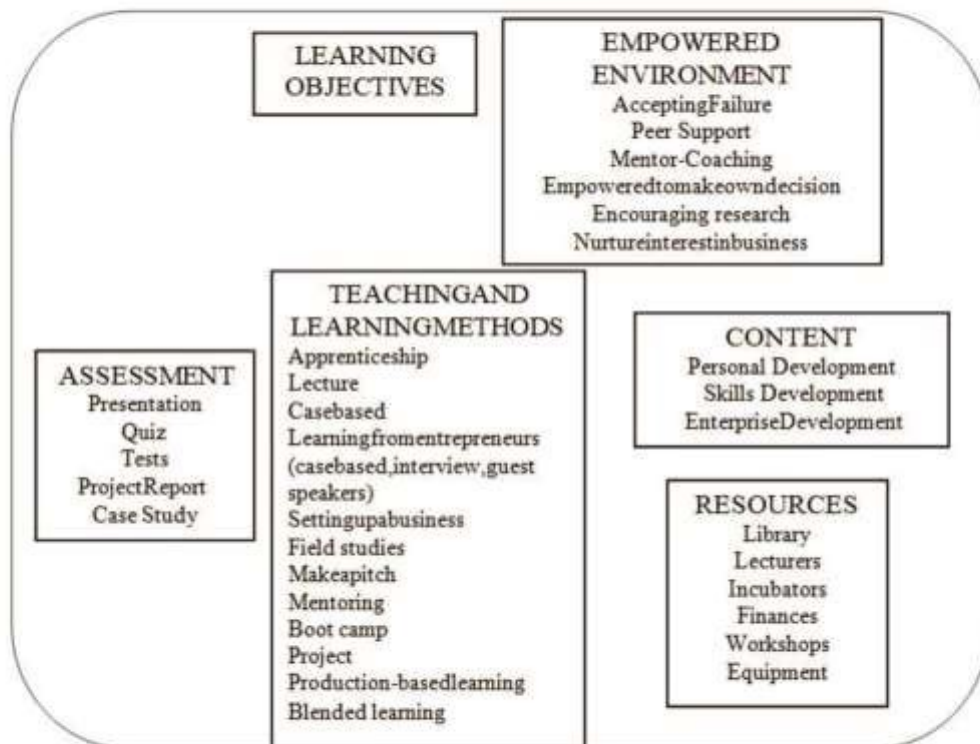 LEARNING
OBJECTIVES
EMPOWERED
ENVIRONMENT
AcceptingFailure
Peer Support
Mentor-Coaching
Empoweredtomakeowndecision
Encouraging research
Nurtureinterestinbusiness
TEACHINGAND
LEARNINGMETHODS
Apprenticeship
Lecture
Casebased
Learningfromentrepreneurs
(casebased,interview,guest
speakers)
Settingupabusiness
Field studies
Makeapitch
Mentoring
Boot camp
Project
Production-basedlearning
Blended learning
ASSESSMENT
Presentation
Quiz
Tests
ProjectReport
Case Study
CONTENT
Personal Development
Skills Development
EnterpriseDevelopment
RESOURCES
Library
Lecturers
Incubators
Finances
Workshops
Equipment